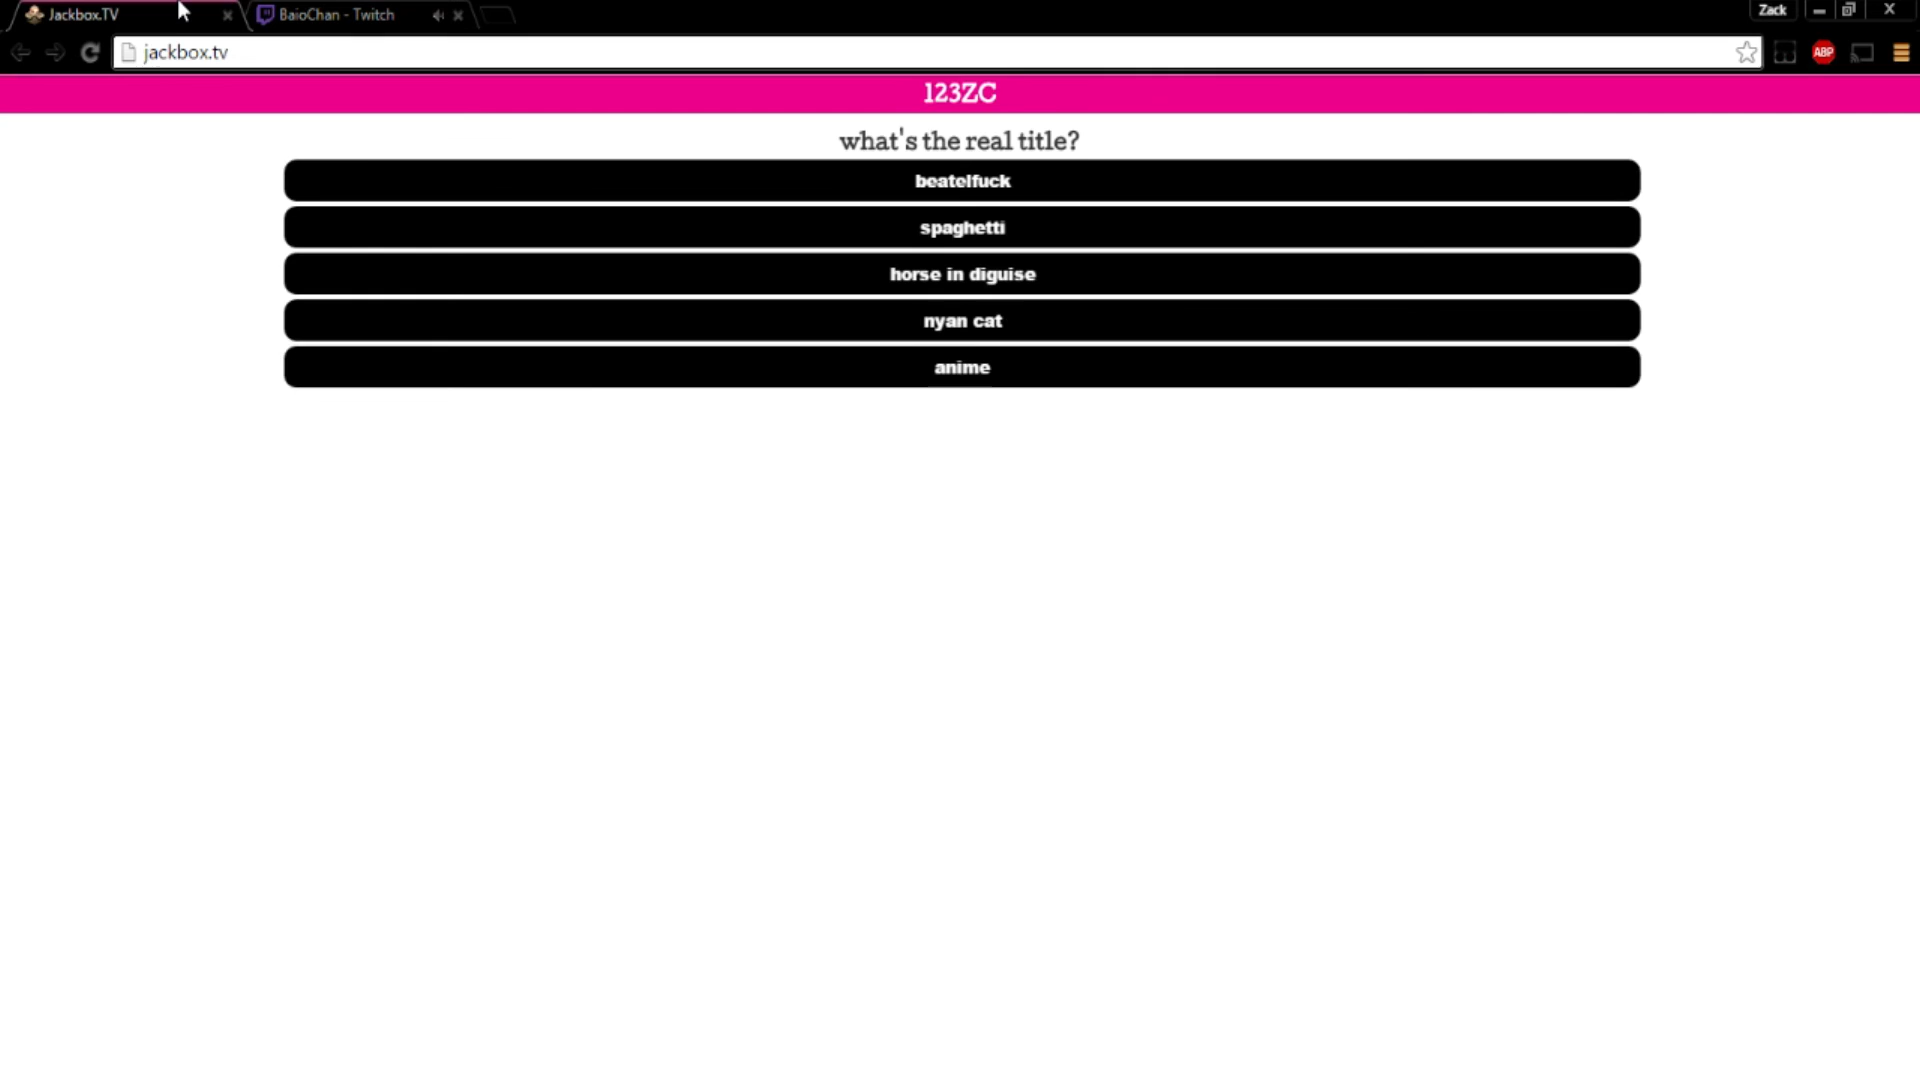 Jackbox.TV
BaioChan - Twitch
Zack
jackbox.tv
ABP
123ZC
what's the real title?
beatelfuck
spaghetti
horse in diguise
nyan cat
anime